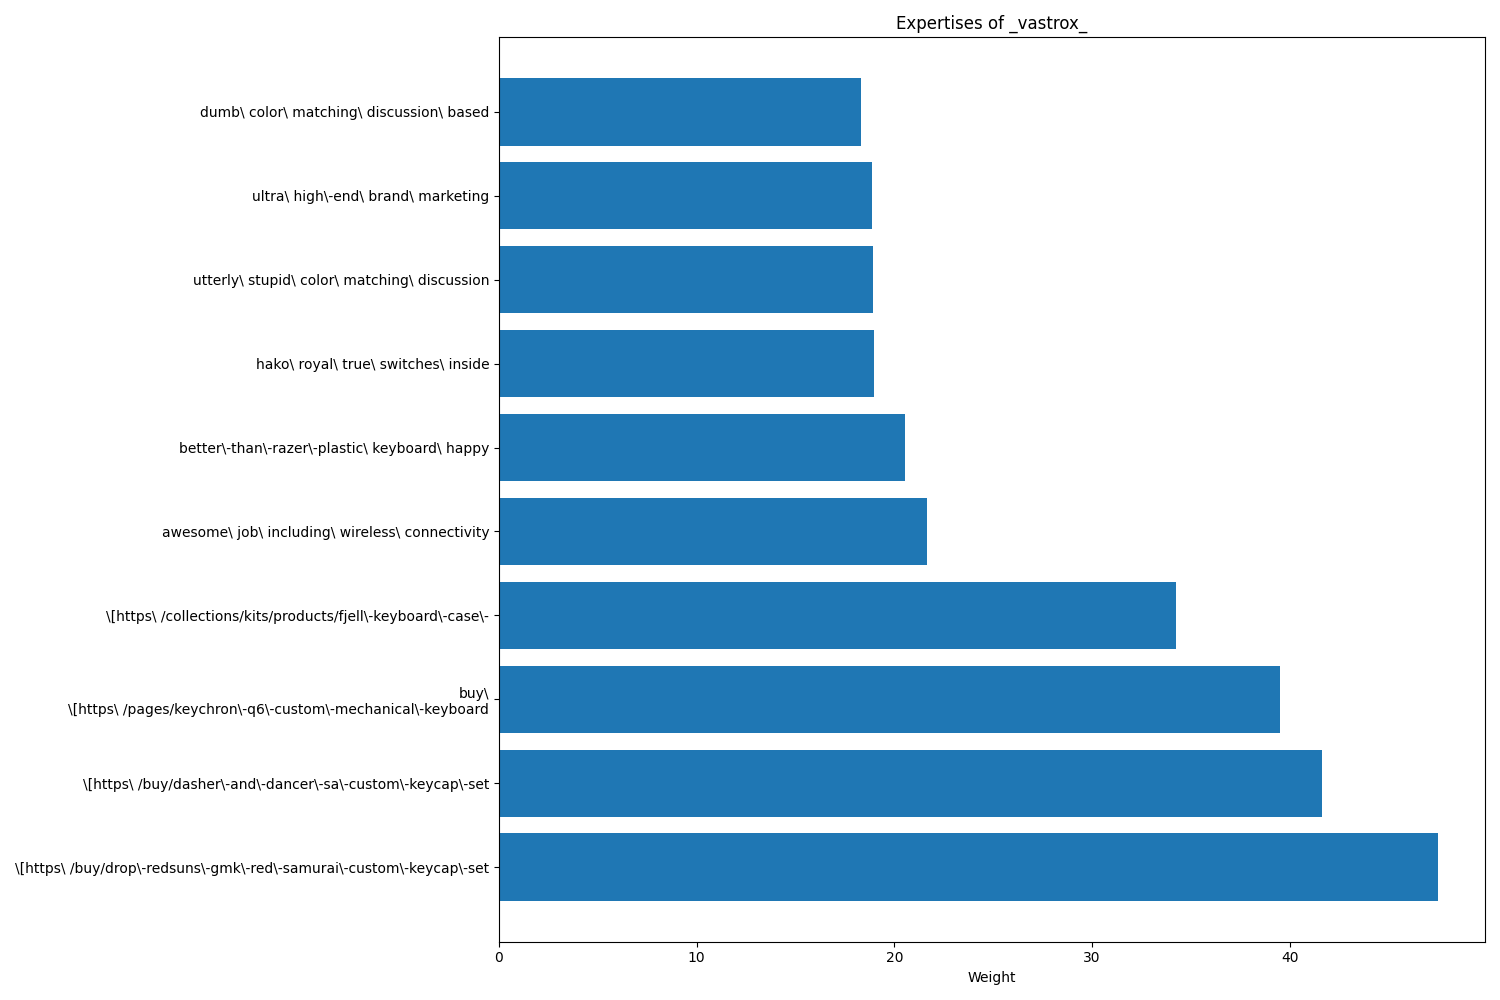 Expertises of _vastrox_
dumb\ color\ matching\ discussion\ based
ultra\ high\-end\ brand\ marketing
utterly\ stupid\ color\ matching\ discussion
hako\ royal\ true\ switches\ inside
better\-than\-razer\-plastic\ keyboard\ happy
awesome\ job\ including\ wireless\ connectivity
\[https\ /collections/kits/products/fjell\-keyboard\-case\-
buy\
\[https\ /pages/keychron\-q6\-custom\-mechanical\-keyboard
\[https\ /buy/dasher\-and\-dancer\-sa\-custom\-keycap\-set
\[https\ /buy/drop\-redsuns\-gmk\-red\-samurai\-custom\-keycap\-set
0 10 20 30 40
Weight